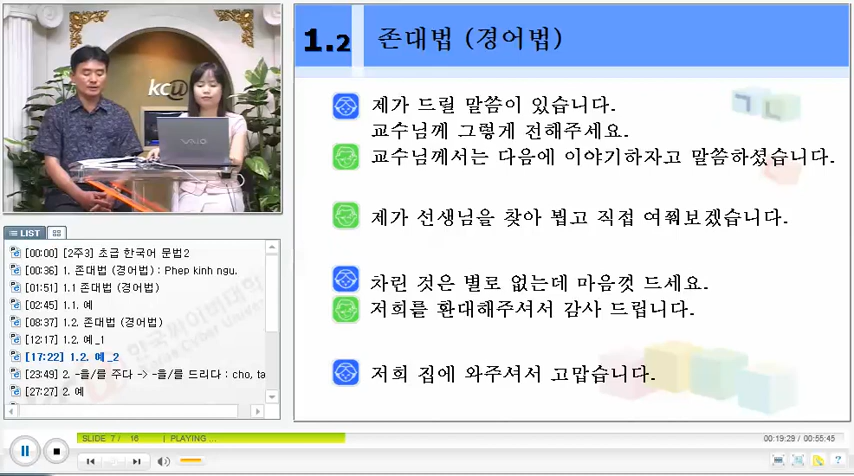 kc@
VAIO
LIST
[00:00] [2주3] 초급 한국어 문법2
[00:36] 1. 존대법 (경어법) : Phep kinh ngu.
[01:51] 1.1 존대법 (경어법)
[02:45] 1.1. 예
[08:37] 1.2. 존대법 (경어법)
[12:17] 1.2. 예_1
[17:22] 1.2. 예_2
[23:49] 2. -을/를 주다 -> -을/를 드리다 : cho, ta
[27:27] 2. 예
1.2 존대법 (경어법)
제가 드릴 말씀이 있습니다.
교수님께 그렇게 전해주세요.
교수님께서는 다음에 이야기하자고 말씀하셨습니다.
제가 선생님을 찾아 뵙고 직접 여쭤보겠습니다.
차린 것은 별로 없는데 마음껏 드세요.
저희를 환대해주셔서 감사 드립니다.
저희 집에 와주셔서 고맙습니다.
SLIDE 7 / 16 | PLAYING ...
00:19:29 / 00:55:45